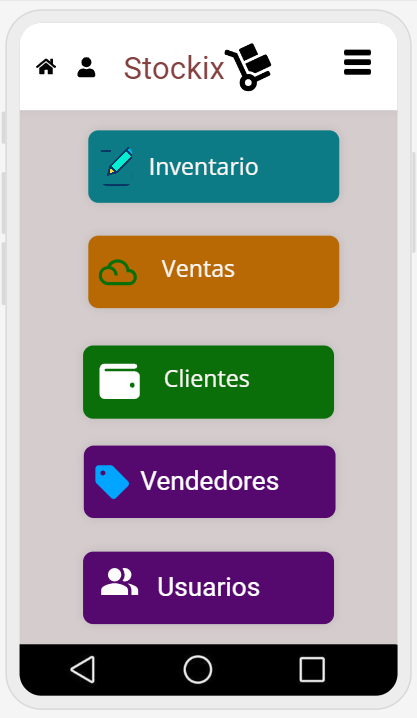 Stockix
Inventario
Ventas
Clientes
Vendedores
Usuarios